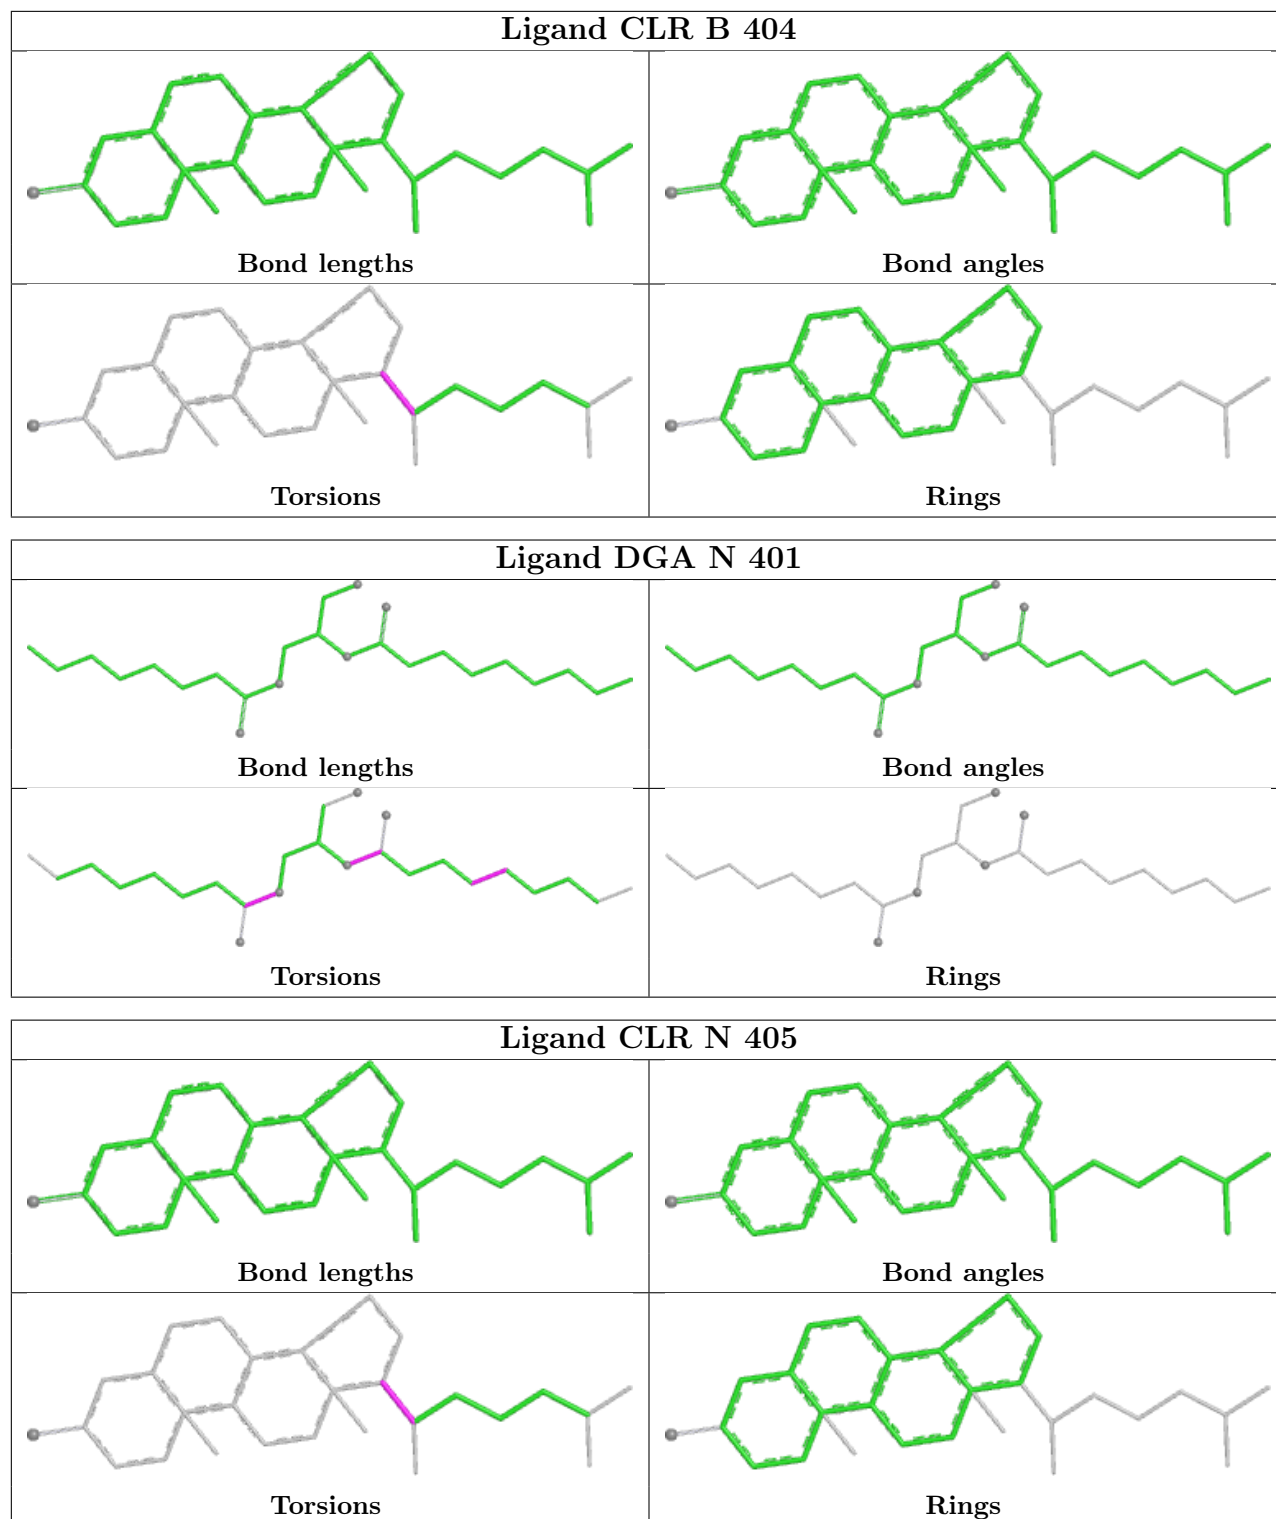 Ligand CLR B 404
Bond lengths
Bond angles
Torsions
Rings
Ligand DGA N 401
Bond lengths
Bond angles
Torsions
Rings
Ligand CLR N 405
Bond lengths
Bond angles
Torsions
Rings